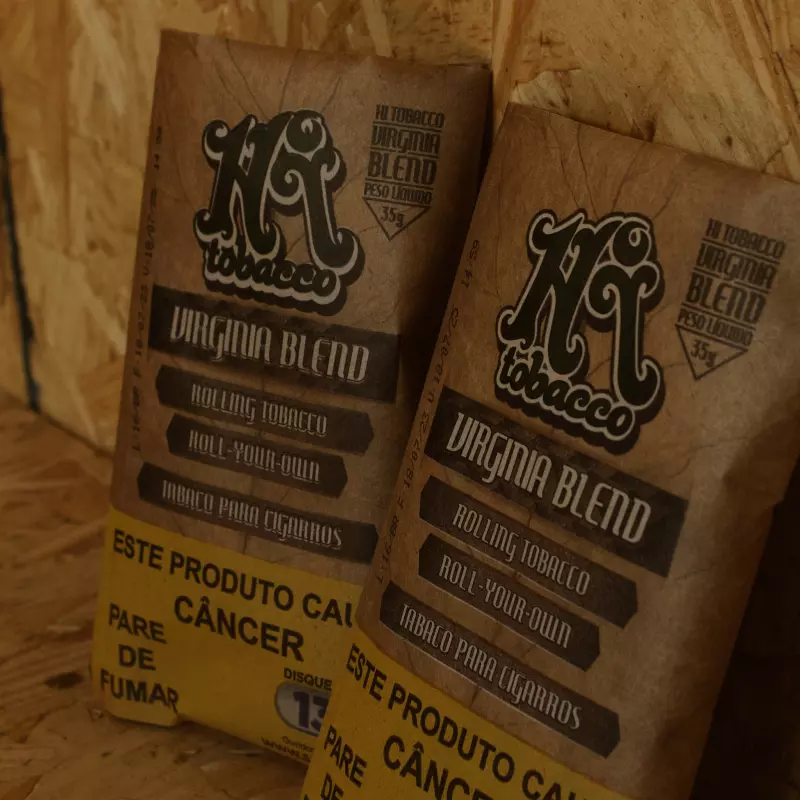 Hi
tobacco
HI TOBACCO
VIRGINIA
BLEND
PESO LÍQUIDO
35g
VIRGINIA BLEND
ROLLING TOBACCO
ROLL-YOUR-OWN
TABACO PARA CIGARROS
ESTE PRODUTO CAU
CÂNCER
PARE
DE
FUMAR
DISQUE
13
Hi
tobacco
HI TOBACCO
VIRGINIA
BLEND
PESO LÍQUIDO
35g
VIRGINIA BLEND
ROLLING TOBACCO
ROLL-YOUR-OWN
TABACO PARA CIGARROS
ESTE PRODUTO CAU
CÂNCER
PARE
DE